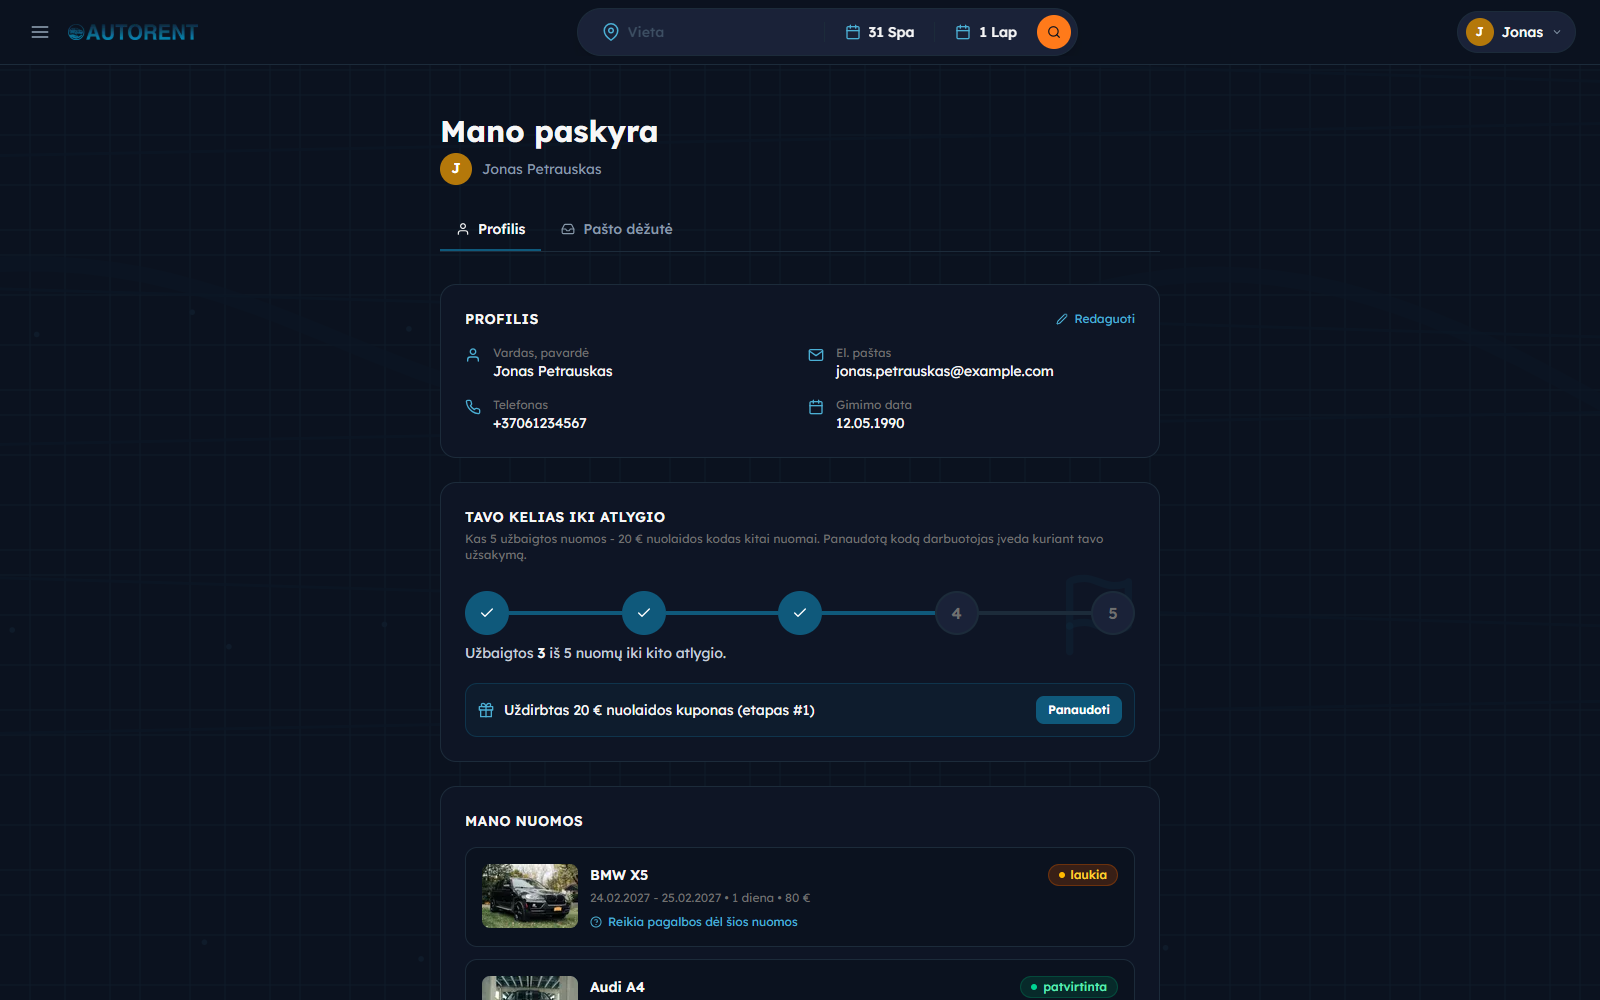 AUTORENT
Vieta
31 Spa
1 Lap
J
Jonas
Mano paskyra
J
Jonas Petrauskas
Profilis
Pašto dėžutė
PROFILIS
Redaguoti
Vardas, pavardė
Jonas Petrauskas
El. paštas
jonas.petrauskas@example.com
Telefonas
+37061234567
Gimimo data
12.05.1990
TAVO KELIAS IKI ATLYGIO
Kas 5 užbaigtos nuomos - 20 € nuolaidos kodas kitai nuomai. Panaudotą kodą darbuotojas įveda kuriant tavo
užsakymą.
4
5
Užbaigtos 3 iš 5 nuomų iki kito atlygio.
Uždirbtas 20 € nuolaidos kuponas (etapas #1)
Panaudoti
MANO NUOMOS
BMW X5
laukia
24.02.2027 - 25.02.2027 • 1 diena • 80 €
Reikia pagalbos dėl šios nuomos
Audi A4
patvirtinta